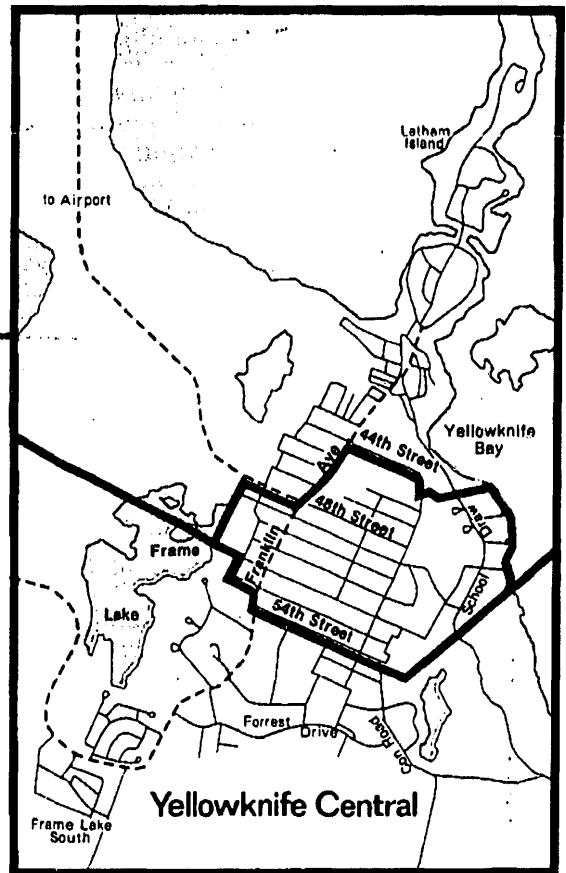 Latham
Island
to Airport
Yellowknife
Bay
44th Street
Ave
48th Street
Franklin
Frame
Lake
School
Draw
54th Street
Forrest Drive
Con Road
Yellowknife Central
Frame Lake
South